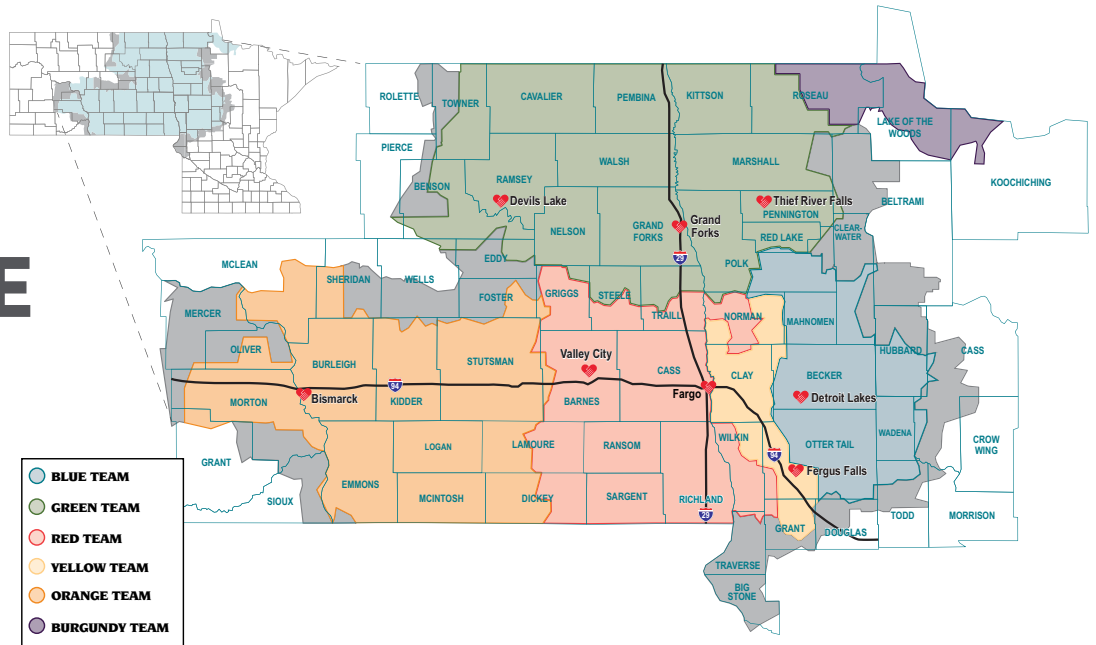 E
ROLETTE
TOWNER
CAVALIER
PEMBINA
KITTSON
ROSEAU
LAKE OF THE
WOODS
PIERCE
BENSON
RAMSEY
WALSH
MARSHALL
KOOCHICHING
BELTRAMI
Devils Lake
Thief River Falls
PENNINGTON
NELSON
GRAND
FORKS
Grand
Forks
29
RED LAKE
CLEAR-
WATER
POLK
MCLEAN
SHERIDAN
WELLS
EDDY
FOSTER
GRIGGS
STEELE
TRAILL
NORMAN
MAHNOMEN
HUBBARD
CASS
MERCER
OLIVER
BURLEIGH
STUTSMAN
Valley City
CASS
CLAY
BECKER
Fargo
Detroit Lakes
94
MORTON
Bismarck
KIDDER
BARNES
GRANT
LOGAN
LAMOURE
RANSOM
WILKIN
94
OTTER TAIL
WADENA
CROW
WING
Fergus Falls
SIOUX
EMMONS
MCINTOSH
DICKEY
SARGENT
RICHLAND
29
GRANT
DOUGLAS
TODD
MORRISON
TRAVERSE
BIG
STONE
BLUE TEAM
GREEN TEAM
RED TEAM
YELLOW TEAM
ORANGE TEAM
BURGUNDY TEAM